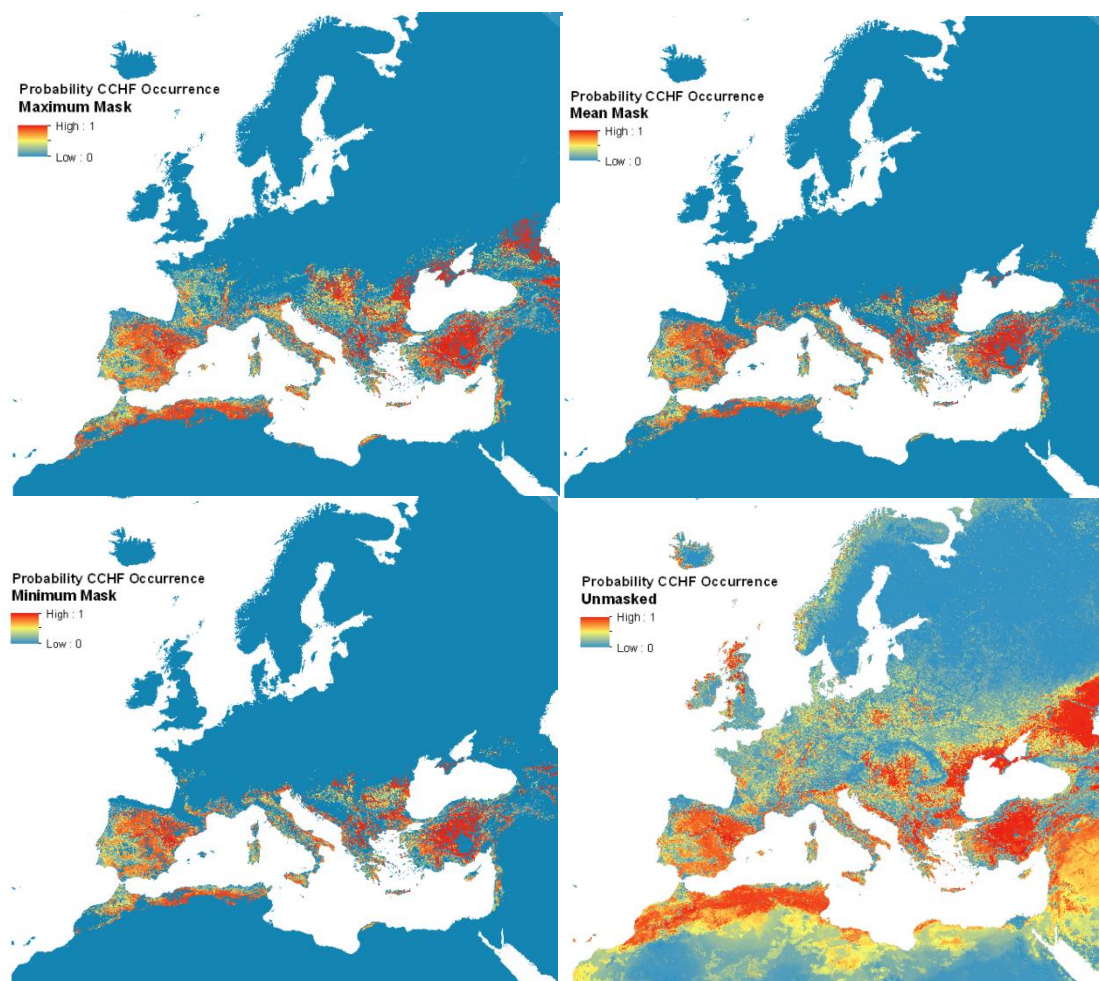 Probability CCHF Occurrence
Maximum Mask
High : 1
Low : 0
Probability CCHF Occurrence
Mean Mask
High : 1
Low : 0
Probability CCHF Occurrence
Minimum Mask
High : 1
Low : 0
Probability CCHF Occurrence
Unmasked
High : 1
Low : 0